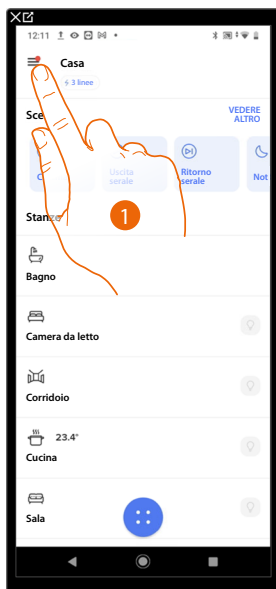 12:11
Casa
3 linee
Sce
VEDERE
ALTRO
C
Uscita
serale
Ritorno
serale
Not
Stanze
1
Bagno
Camera da letto
Corridoio
23.4°
Cucina
Sala